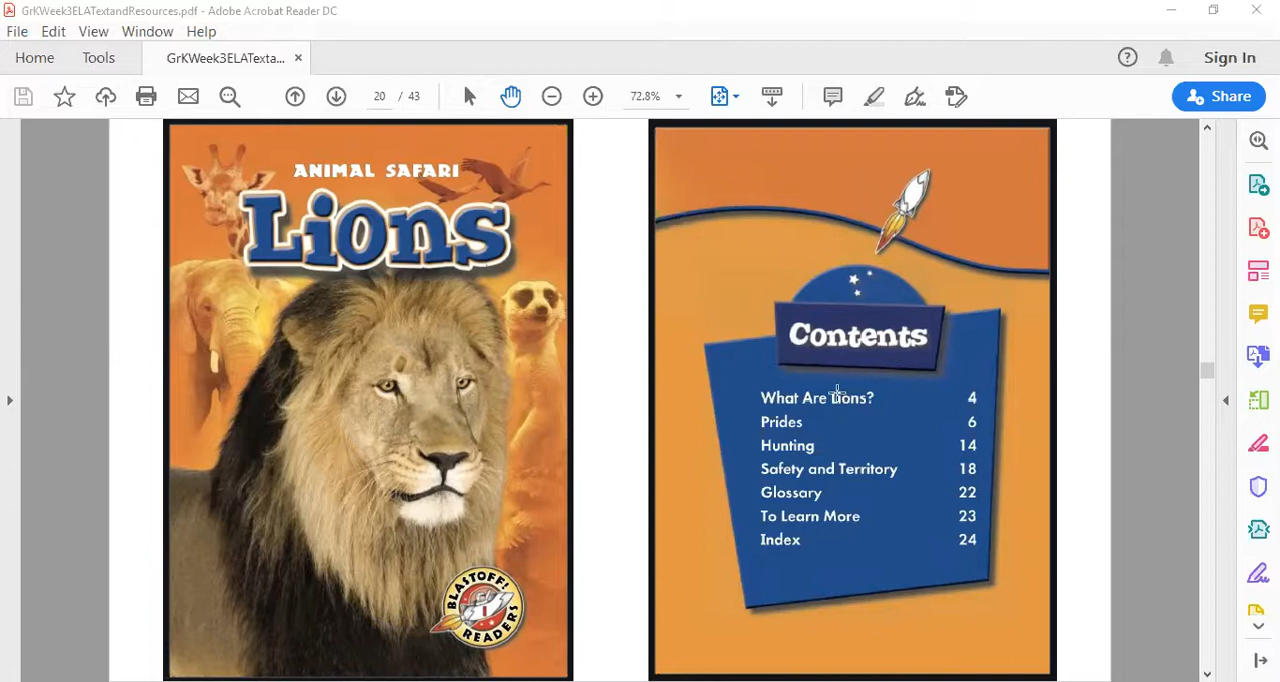 GrKWeek3ELATextandResources.pdf - Adobe Acrobat Reader DC
File Edit View Window Help
Home Tools GrKWeek3ELATexta... × Sign In
20 / 43 72.8% Share
ANIMAL SAFARI
Lions
BLASTOFF!
1
READERS
Contents
What Are Lions? 4
Prides 6
Hunting 14
Safety and Territory 18
Glossary 22
To Learn More 23
Index 24